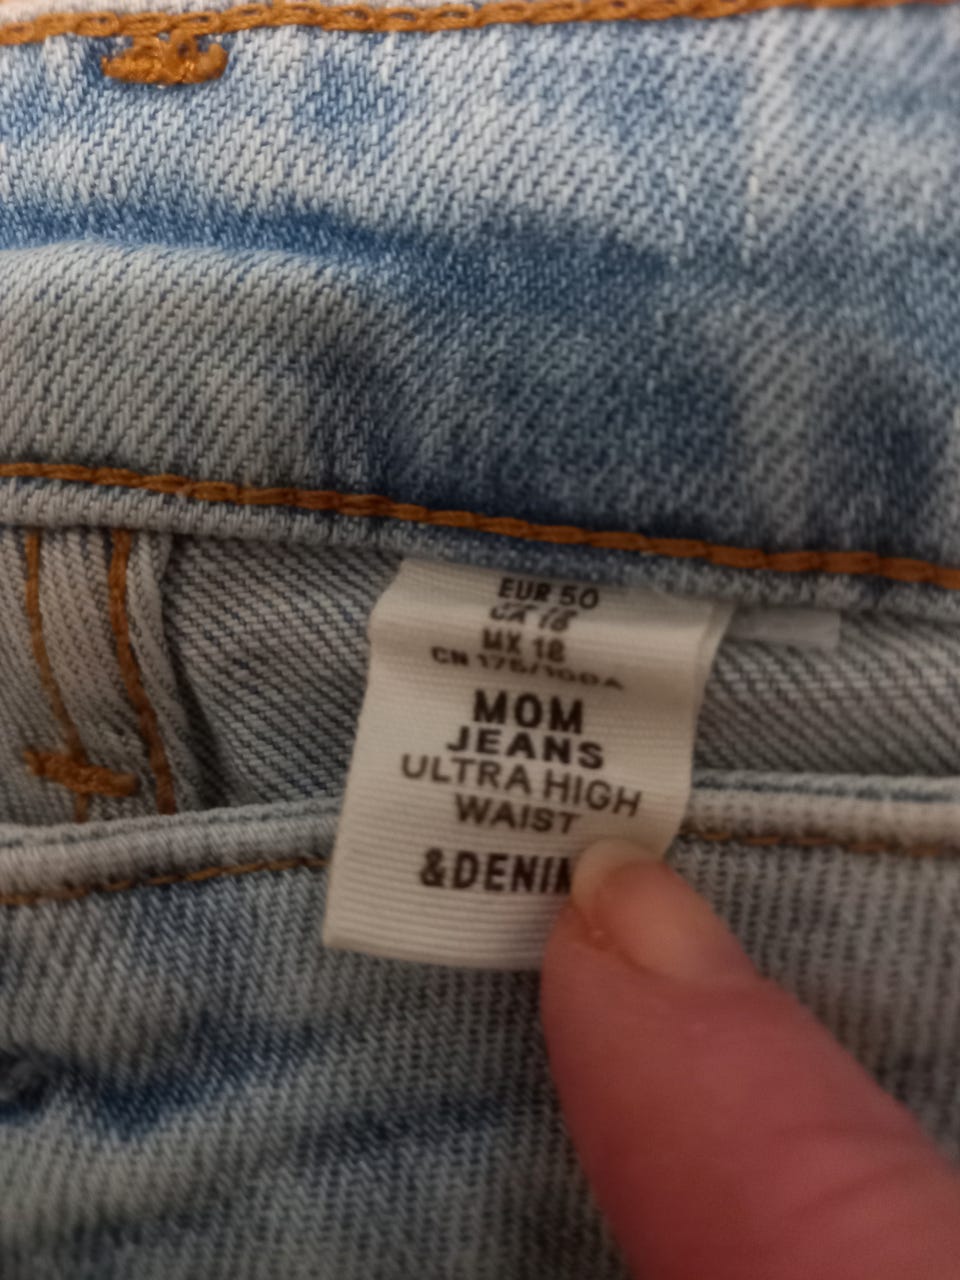 EUR 50
MX 18
MOM
JEANS
ULTRA HIGH
WAIST
&DENIM